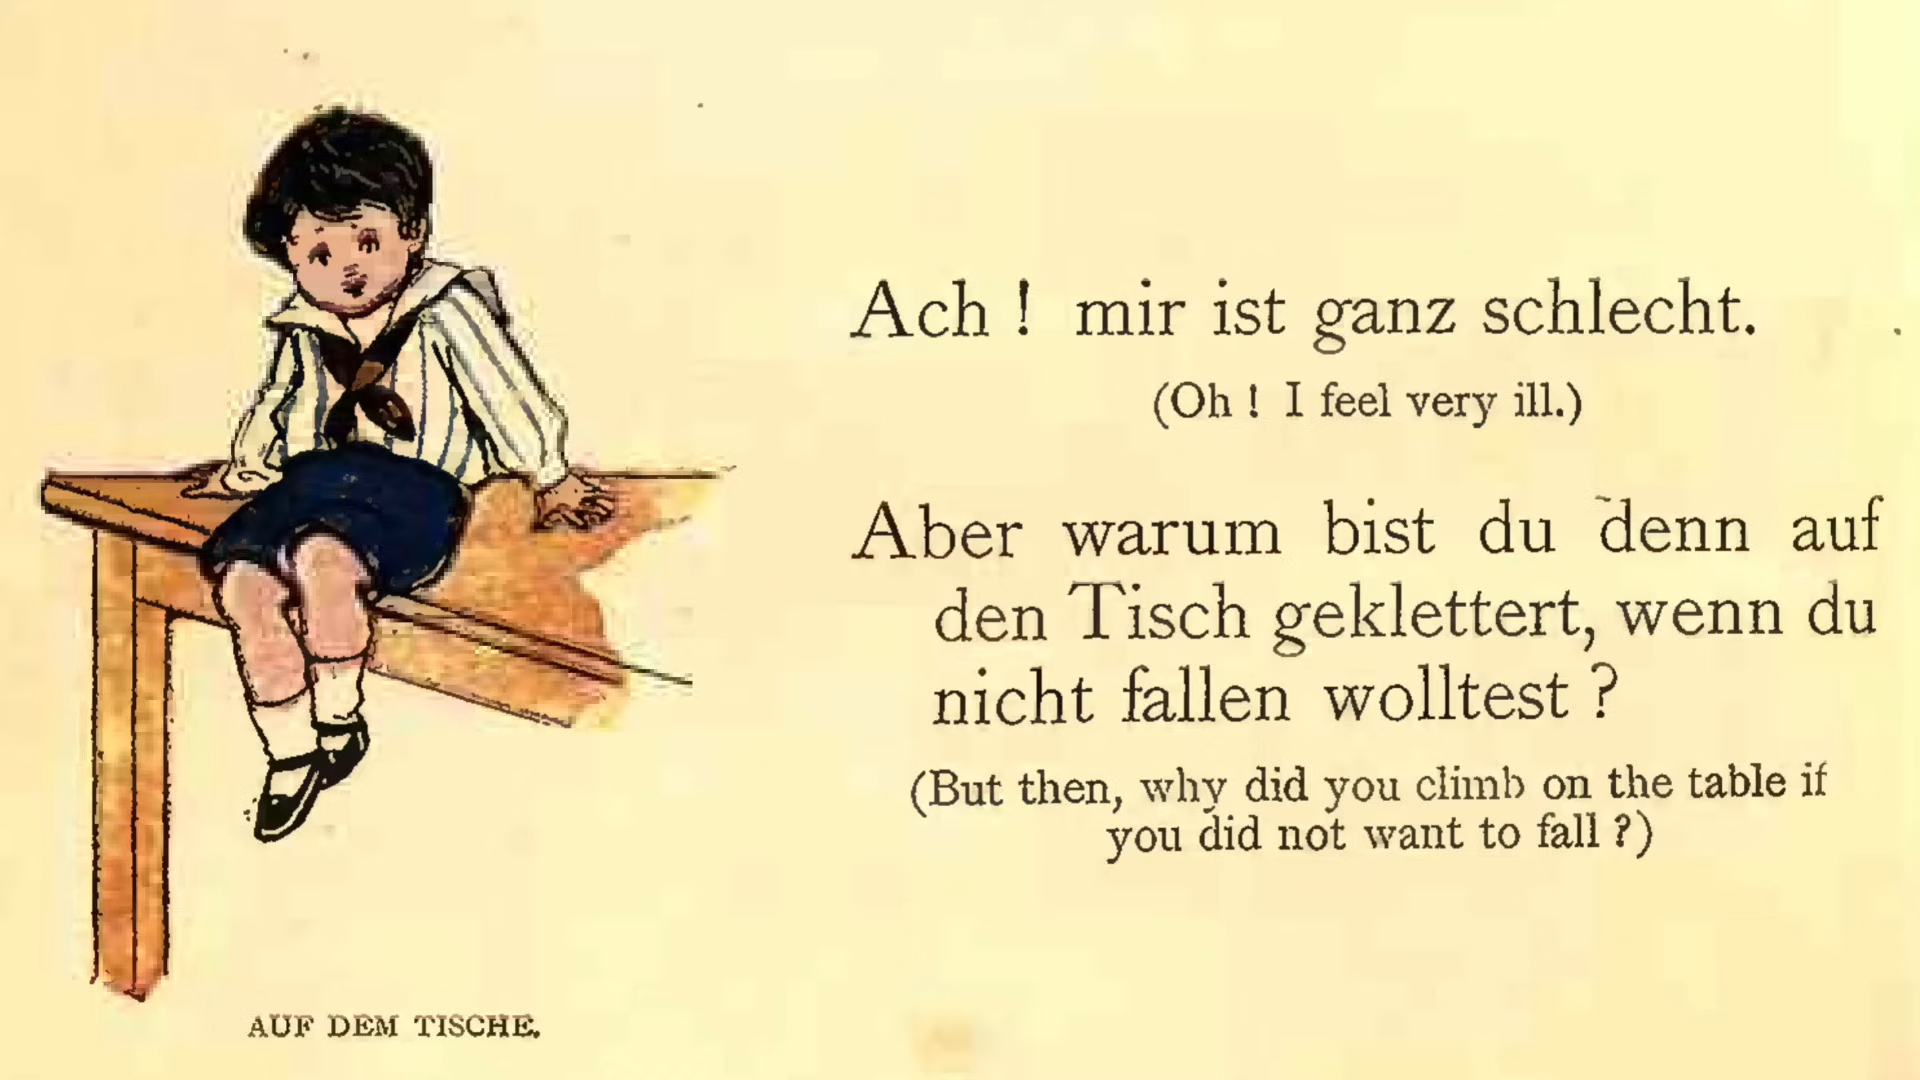 Ach ! mir ist ganz schlecht.
(Oh ! I feel very ill.)
Aber warum bist du denn auf
den Tisch geklettert, wenn du
nicht fallen wolltest ?
(But then, why did you climb on the table if
you did not want to fall ?)
AUF DEM TISCHE.